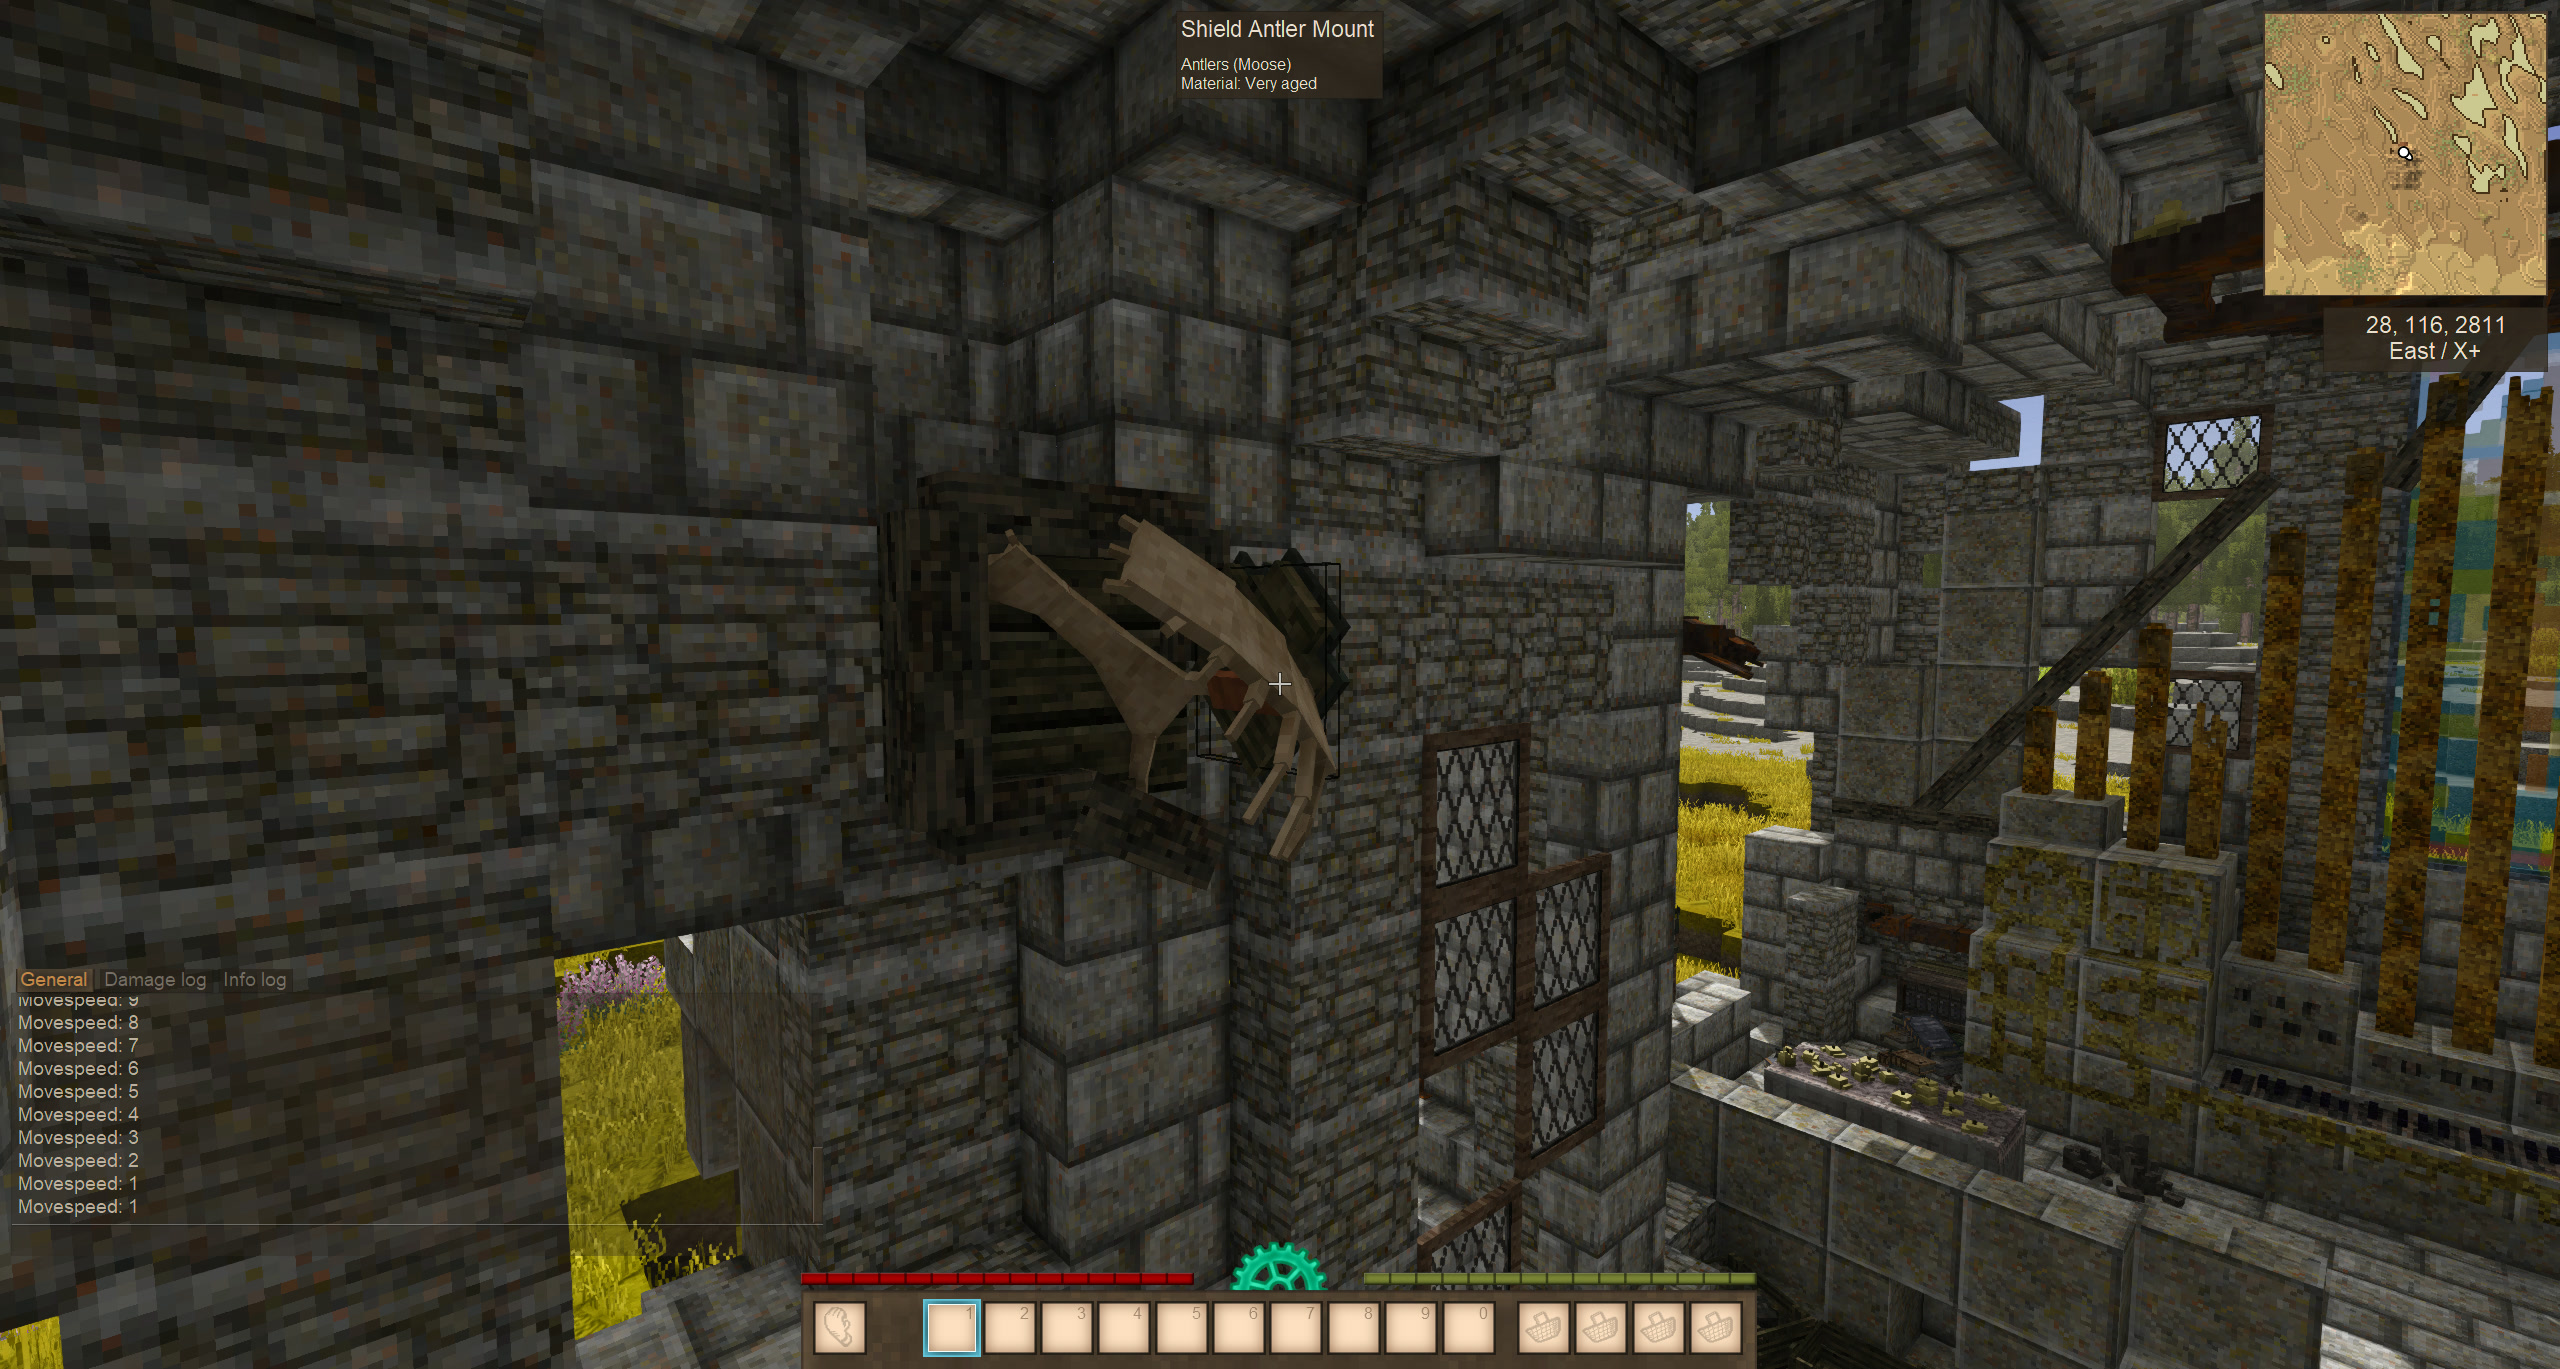 Shield Antler Mount
Antlers (Moose)
Material: Very aged
28, 116, 2811
East / X+
General Damage log Info log
Movespeed: 9
Movespeed: 8
Movespeed: 7
Movespeed: 6
Movespeed: 5
Movespeed: 4
Movespeed: 3
Movespeed: 2
Movespeed: 1
Movespeed: 1
1 2 3 4 5 6 7 8 9 0